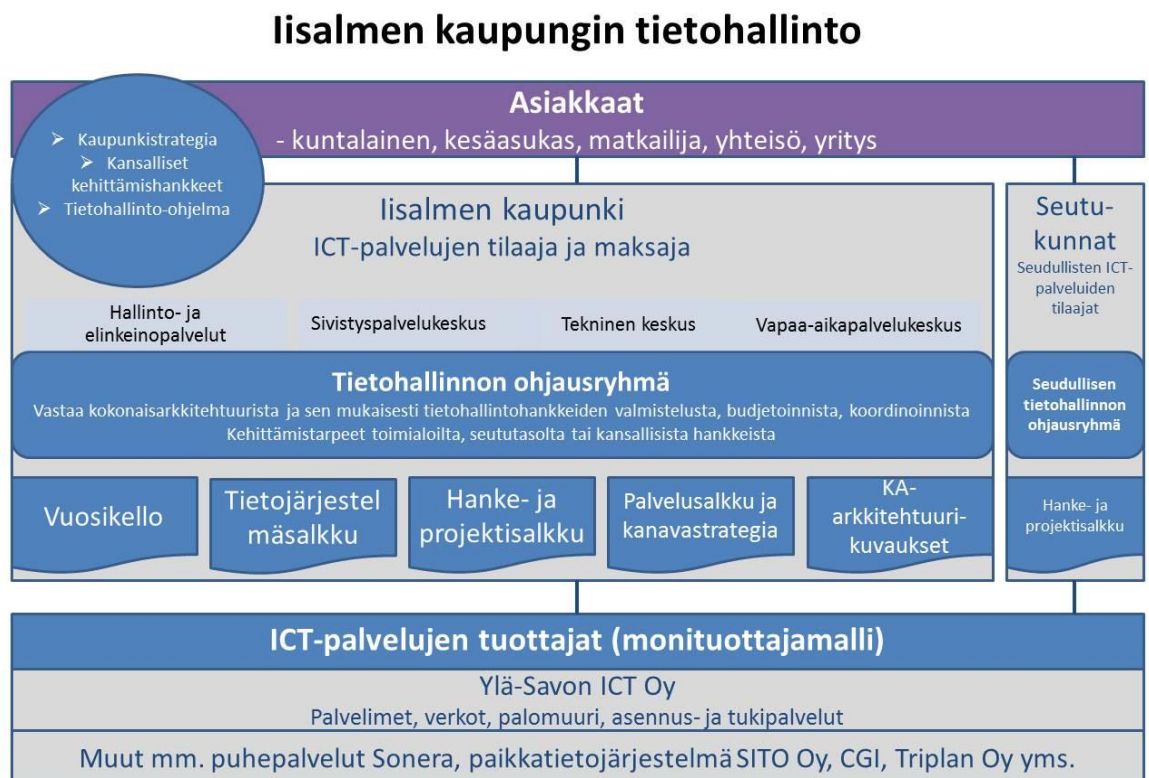 Iisalmen kaupungin tietohallinto
Asiakkaat
- kuntalainen, kesäasukas, matkailija, yhteisö, yritys
➢ Kaupunkistrategia
➢ Kansalliset
kehittämishankkeet
➢ Tietohallinto-ohjelma
Iisalmen kaupunki
ICT-palvelujen tilaaja ja maksaja
Hallinto- ja
elinkeinopalvelut
Sivistyspalvelukeskus
Tekninen keskus
Vapaa-aikapalvelukeskus
Tietohallinnon ohjausryhmä
Vastaa kokonaisarkkitehtuurista ja sen mukaisesti tietohallintohankkeiden valmistelusta, budjetoinnista, koordinoinnista
Kehittämistarpeet toimialoilta, seututasolta tai kansallisista hankkeista
Vuosikello
Tietojärjestel
mäsalkku
Hanke- ja
projektisalkku
Palvelusalkku ja
kanavastrategia
KA-
arkkitehtuuri-
kuvaukset
Seutu-
kunnat
Seudullisten ICT-
palveluiden
tilaajat
Seudullisen
tietohallinnon
ohjausryhmä
Hanke- ja
projektisalkku
ICT-palvelujen tuottajat (monituottajamalli)
Ylä-Savon ICT Oy
Palvelimet, verkot, palomuuri, asennus- ja tukipalvelut
Muut mm. puhepalvelut Sonera, paikkatietojärjestelmä SITO Oy, CGI, Triplan Oy yms.